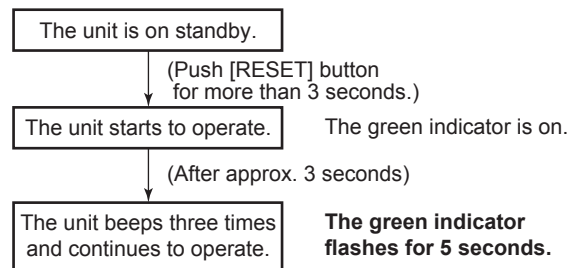 The unit is on standby.
(Push [RESET] button
for more than 3 seconds.)
The unit starts to operate.
The green indicator is on.
(After approx. 3 seconds)
The unit beeps three times
and continues to operate.
The green indicator
flashes for 5 seconds.